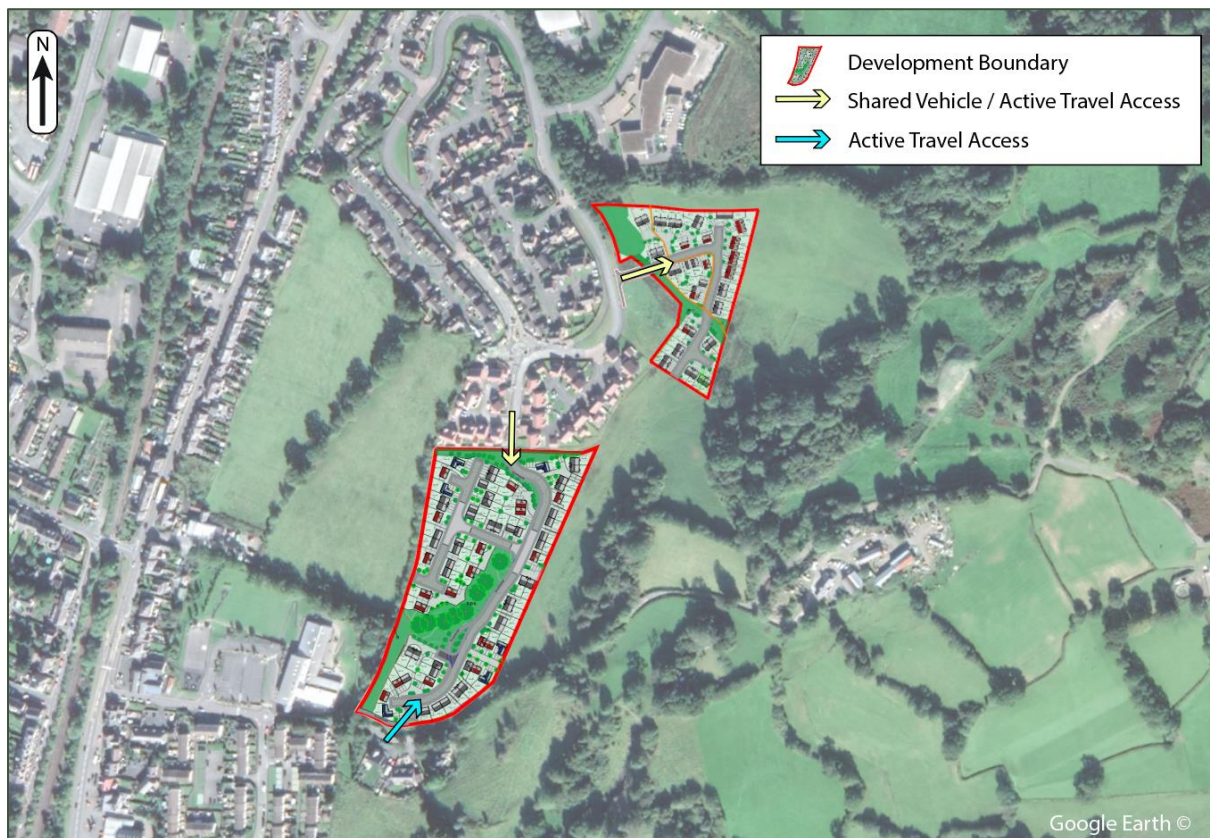 N
Development Boundary
Shared Vehicle / Active Travel Access
Active Travel Access
Google Earth ©